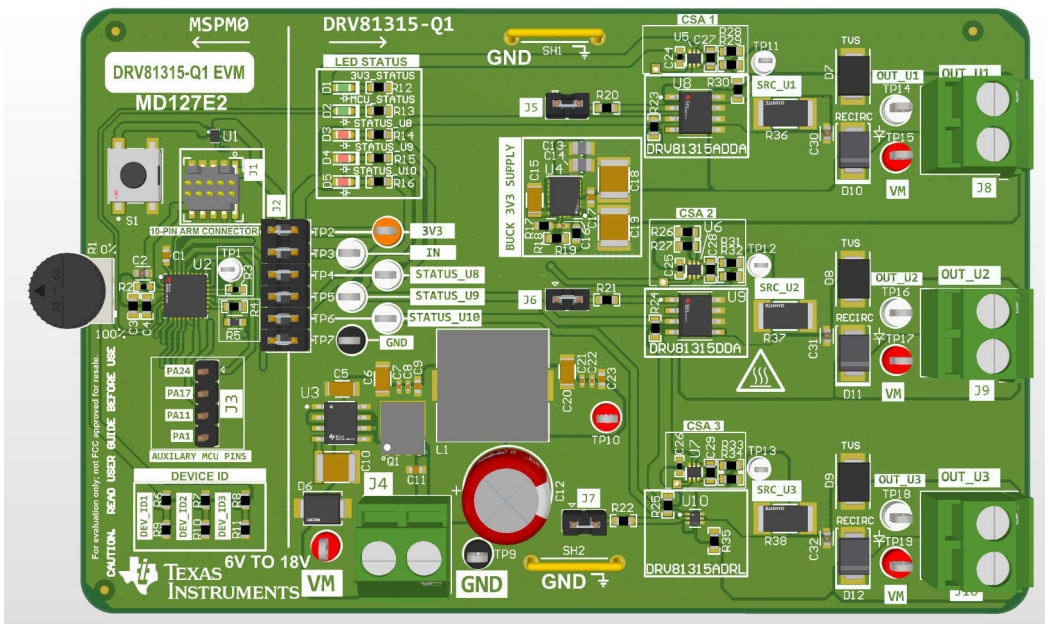 MSPM0
DRV81315-Q1
DRV81315-Q1 EVM
MD127E2
LED STATUS
3V3_STATUS
D1
R12
MCU_STATUS
D2
R13
STATUS_U8
D3
R14
STATUS_U9
D4
R15
STATUS_U10
D5
R16
GND
SH1
J5
R20
U1
S1
J1
10-PIN ARM CONNECTOR
J2
TP2
3V3
TP3
IN
TP4
STATUS_U8
TP5
STATUS_U9
TP6
STATUS_U10
TP7
GND
R1
0%
100%
C2
C1
U2
R2
C3
C4
TP1
R3
R4
R5
PA24
PA17
PA11
PA1
J3
AUXILARY MCU PINS
DEVICE ID
DEV_ID1
R6
R9
DEV_ID2
R7
R10
DEV_ID3
R8
R11
For evaluation only; not FCC approved for resale.
CAUTION. READ USER GUIDE BEFORE USE
TEXAS
INSTRUMENTS
6V TO 18V
VM
D6
J4
TP9
GND
BUCK 3V3 SUPPLY
C13
C14
C15
U4
C18
C17
R17
R18
R19
C16
C19
J6
R21
U3
C5
C6
C7
C8
C9
Q1
L1
C10
C11
C20
C21
C22
C23
TP10
C12
J7
R22
SH2
GND
CSA 1
U5
C24
C27
R28
R29
TP11
U8
R30
R23
SRC_U1
R36
DRV81315ADDA
TVS
D7
OUT_U1
OUT_U1
TP14
RECIRC
TP15
C30
D10
VM
J8
CSA 2
U6
R26
R27
C25
C28
R31
R32
TP12
R24
U9
SRC_U2
R37
DRV81315DDA
D8
OUT_U2
OUT_U2
TP16
RECIRC
TP17
C31
D11
VM
J9
CSA 3
C26
U7
C29
R33
R34
TP13
R25
U10
R35
SRC_U3
R38
DRV81315ADRL
TVS
D9
OUT_U3
OUT_U3
TP18
RECIRC
TP19
C32
D12
VM
J10